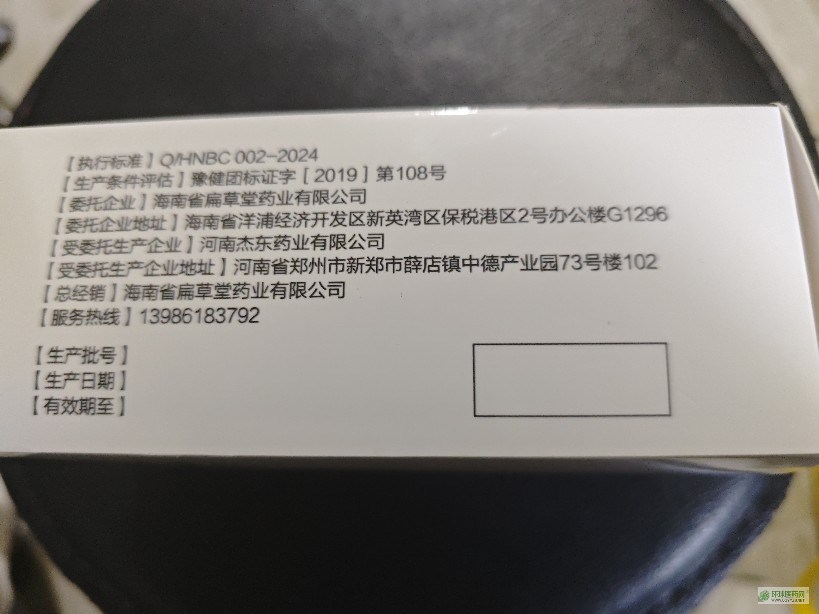 【执行标准】Q/HNBC 002-2024
【生产条件评估】豫健团标证字[2019]第108号
【委托企业】海南省扁草堂药业有限公司
【委托企业地址】海南省洋浦经济开发区新英湾区保税港区2号办公楼G1296
【受委托生产企业】河南杰东药业有限公司
【受委托生产企业地址】河南省郑州市新郑市薛店镇中德产业园73号楼102
【总经销】海南省扁草堂药业有限公司
【服务热线】13986183792
【生产批号】
【生产日期】
【有效期至】
环球医药网